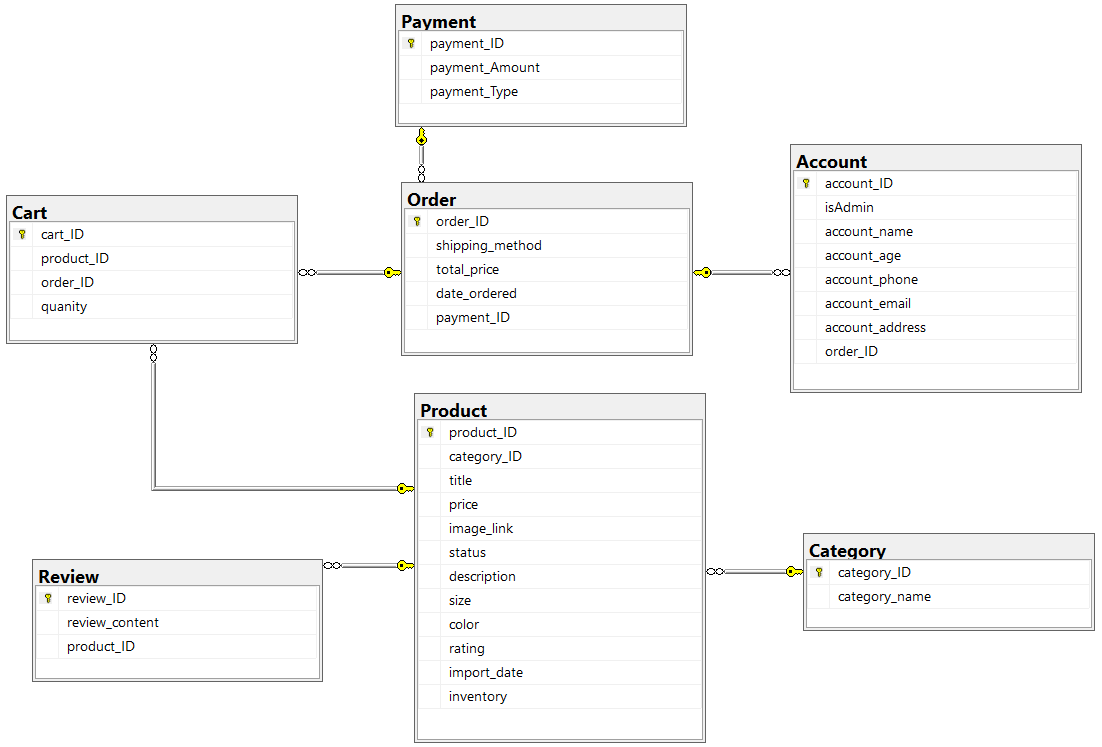 Payment
payment_ID
payment_Amount
payment_Type
Account
account_ID
isAdmin
account_name
account_age
account_phone
account_email
account_address
order_ID
Cart
cart_ID
product_ID
order_ID
quanity
Order
order_ID
shipping_method
total_price
date_ordered
payment_ID
Product
product_ID
category_ID
title
price
image_link
status
description
size
color
rating
import_date
inventory
Review
review_ID
review_content
product_ID
Category
category_ID
category_name